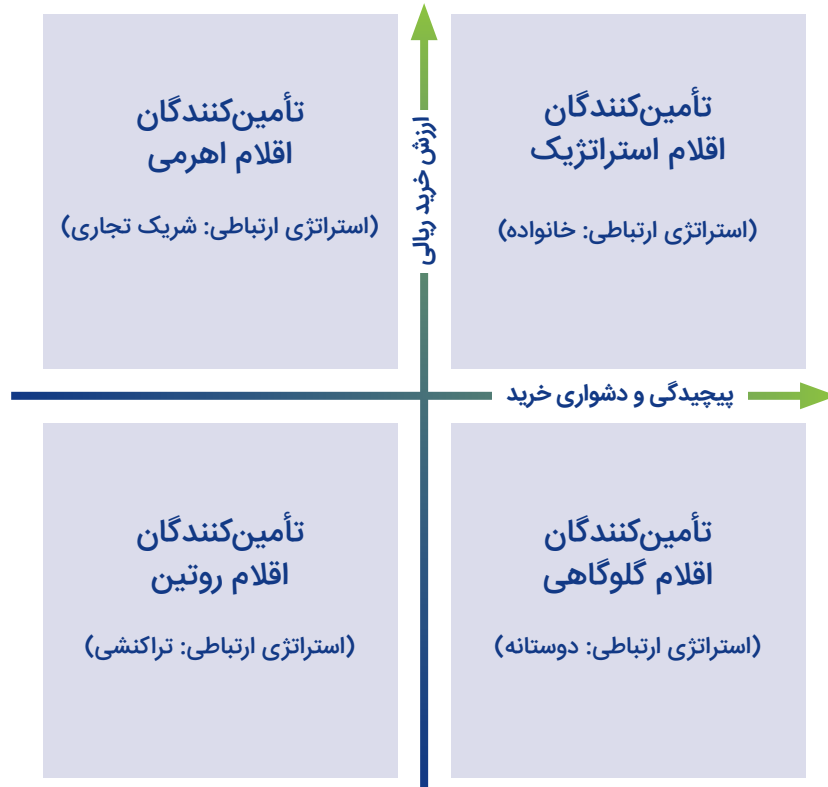 تأمین‌کنندگان
اقلام استراتژیک
(استراتژی ارتباطی: خانواده)
تأمین‌کنندگان
اقلام اهرمی
(استراتژی ارتباطی: شریک تجاری)
ارزش خرید ریالی
پیچیدگی و دشواری خرید
تأمین‌کنندگان
اقلام گلوگاهی
(استراتژی ارتباطی: دوستانه)
تأمین‌کنندگان
اقلام روتین
(استراتژی ارتباطی: تراکنشی)